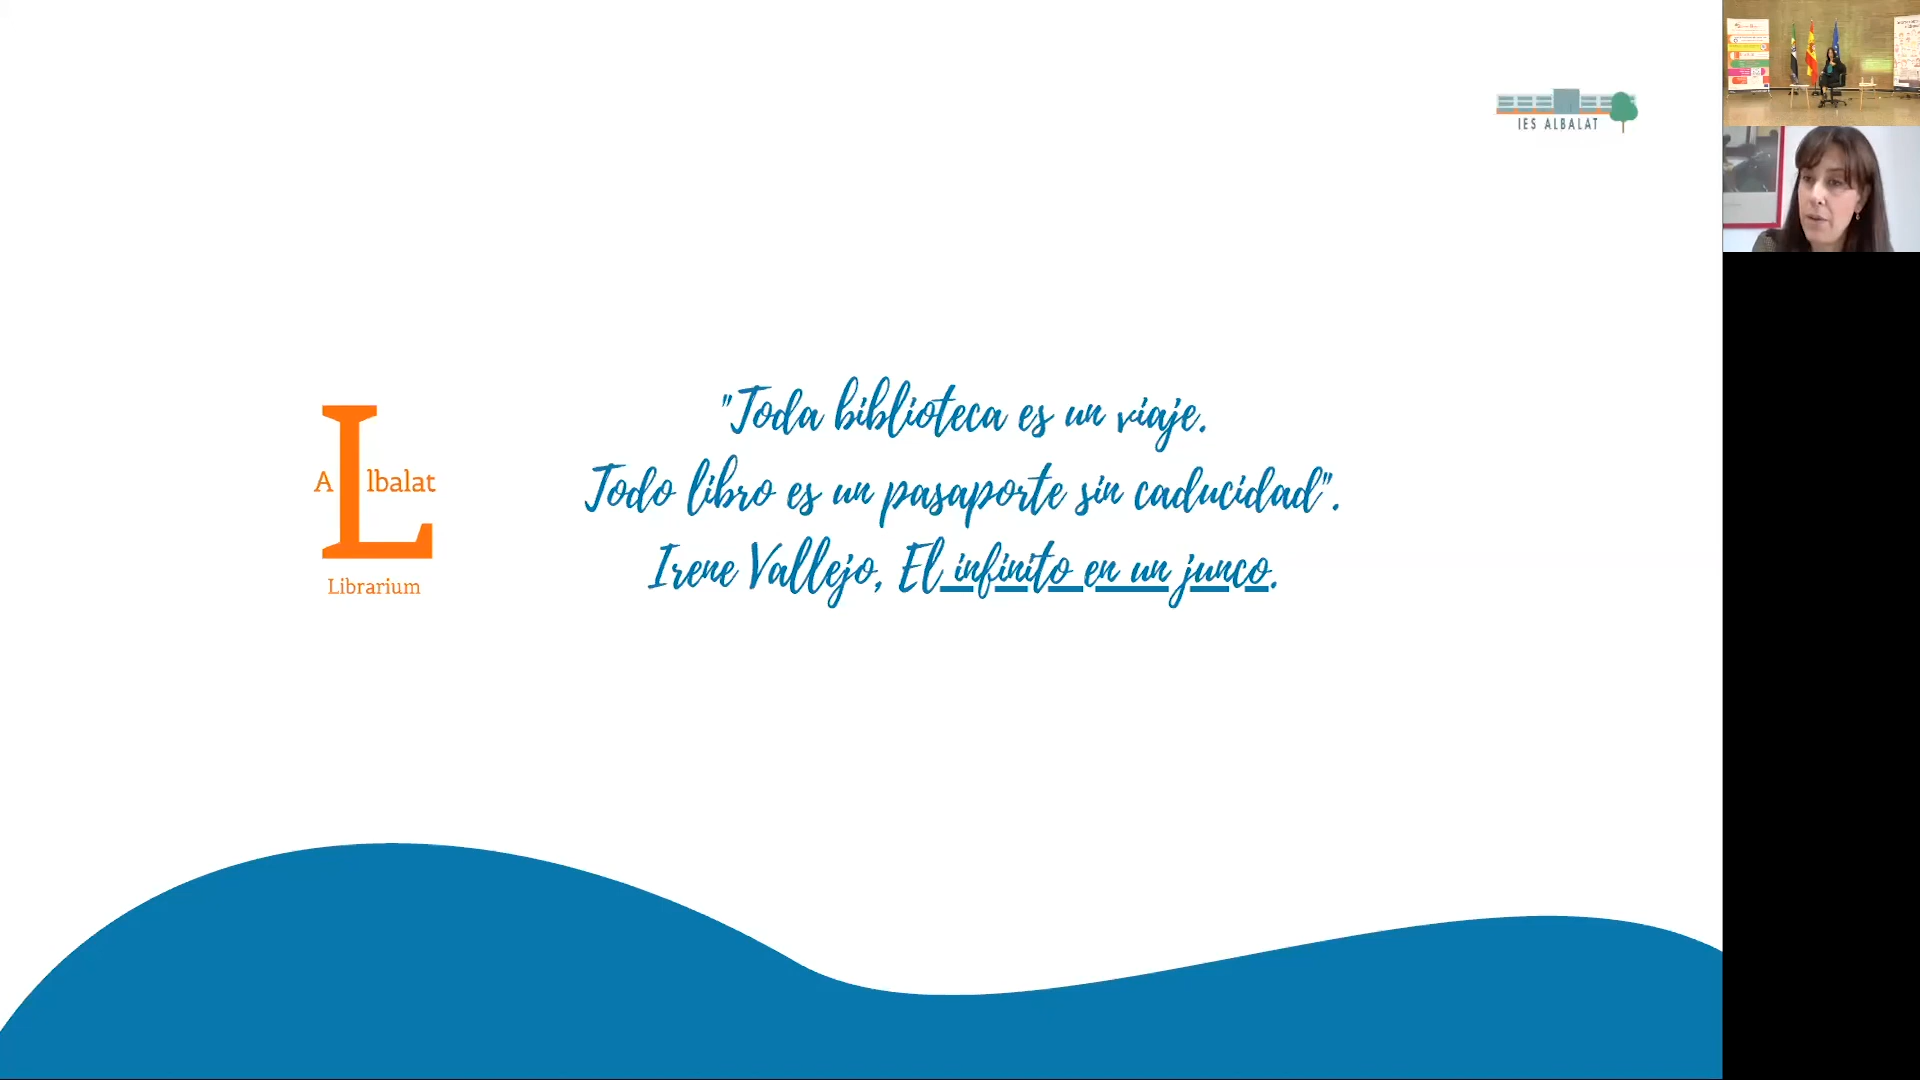 IES ALBALAT
"Toda biblioteca es un viaje.
Todo libro es un pasaporte sin caducidad".
Irene Vallejo, El infinito en un junco.
L
Albalat
Librarium